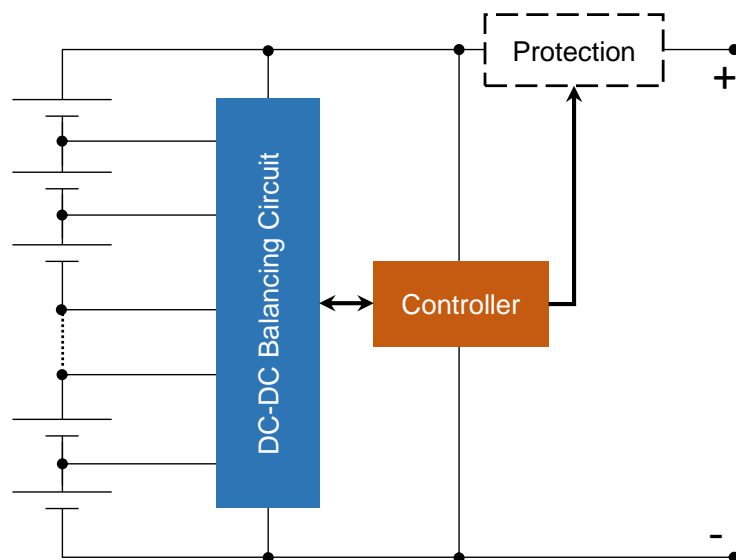 Protection
+
DC-DC Balancing Circuit
Controller
-